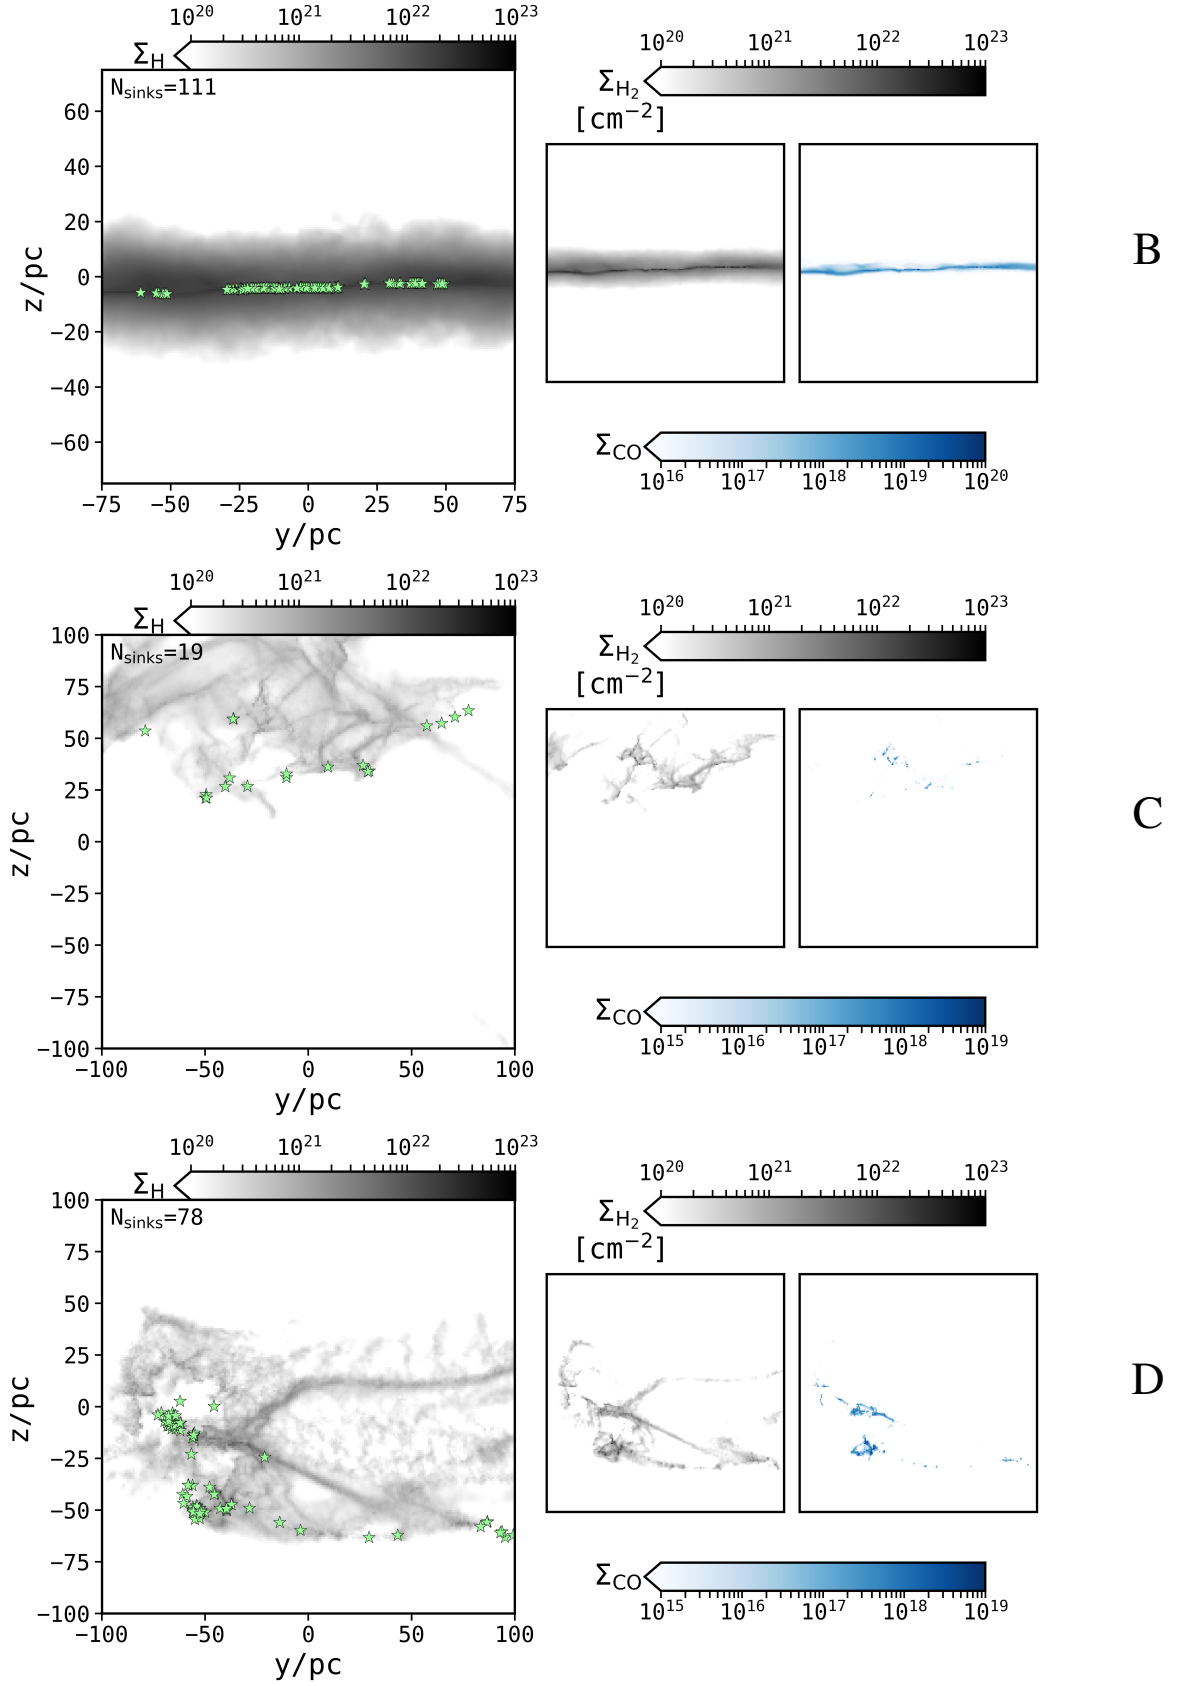 10²⁰ 10²¹ 10²² 10²³
Σ_H
N_sinks=111
60
40
20
0
−20
−40
−60
z/pc
−75 −50 −25 0 25 50 75
y/pc
10²⁰ 10²¹ 10²² 10²³
Σ_H₂
[cm⁻²]
Σ_CO
10¹⁶ 10¹⁷ 10¹⁸ 10¹⁹ 10²⁰
B
10²⁰ 10²¹ 10²² 10²³
Σ_H
N_sinks=19
100
75
50
25
0
−25
−50
−75
−100
z/pc
−100 −50 0 50 100
y/pc
10²⁰ 10²¹ 10²² 10²³
Σ_H₂
[cm⁻²]
Σ_CO
10¹⁵ 10¹⁶ 10¹⁷ 10¹⁸ 10¹⁹
C
10²⁰ 10²¹ 10²² 10²³
Σ_H
N_sinks=78
100
75
50
25
0
−25
−50
−75
−100
z/pc
−100 −50 0 50 100
y/pc
10²⁰ 10²¹ 10²² 10²³
Σ_H₂
[cm⁻²]
Σ_CO
10¹⁵ 10¹⁶ 10¹⁷ 10¹⁸ 10¹⁹
D